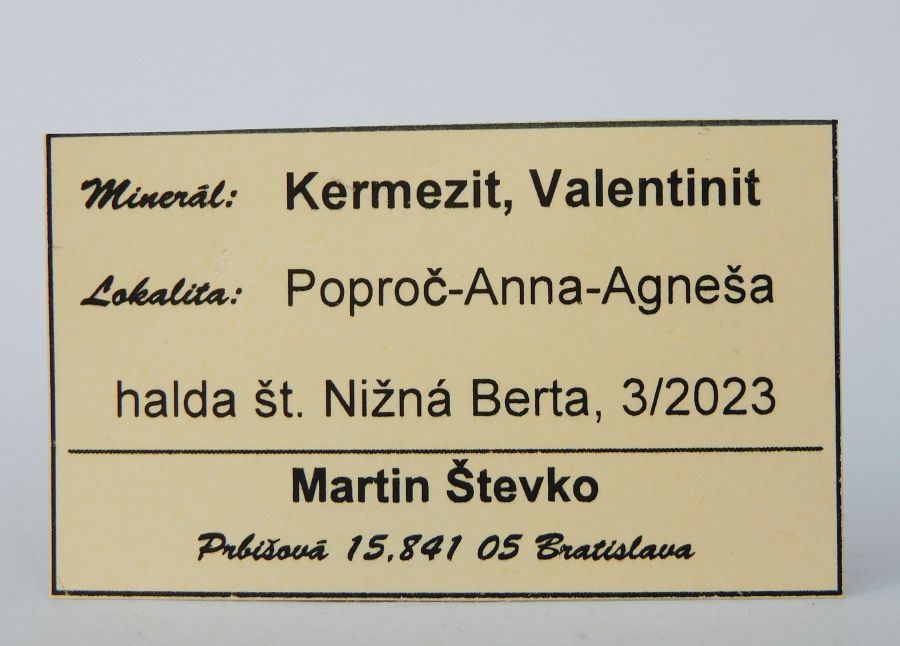 Minerál: Kermezit, Valentinit
Lokalita: Poproč-Anna-Agneša
halda št. Nižná Berta, 3/2023
Martin Števko
Prbišová 15,841 05 Bratislava